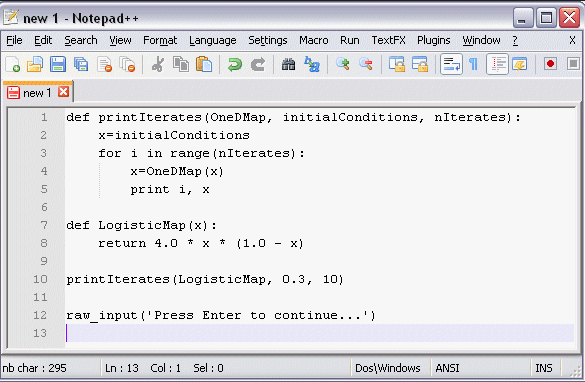 new 1 - Notepad++
File Edit Search View Format Language Settings Macro Run TextFX Plugins Window ? X
new 1
1 def printIterates(OneDMap, initialConditions, nIterates):
2     x=initialConditions
3     for i in range(nIterates):
4         x=OneDMap(x)
5         print i, x
6
7 def LogisticMap(x):
8     return 4.0 * x * (1.0 - x)
9
10 printIterates(LogisticMap, 0.3, 10)
11
12 raw_input('Press Enter to continue...')
13
nb char : 295 Ln : 13 Col : 1 Sel : 0 Dos\Windows ANSI INS